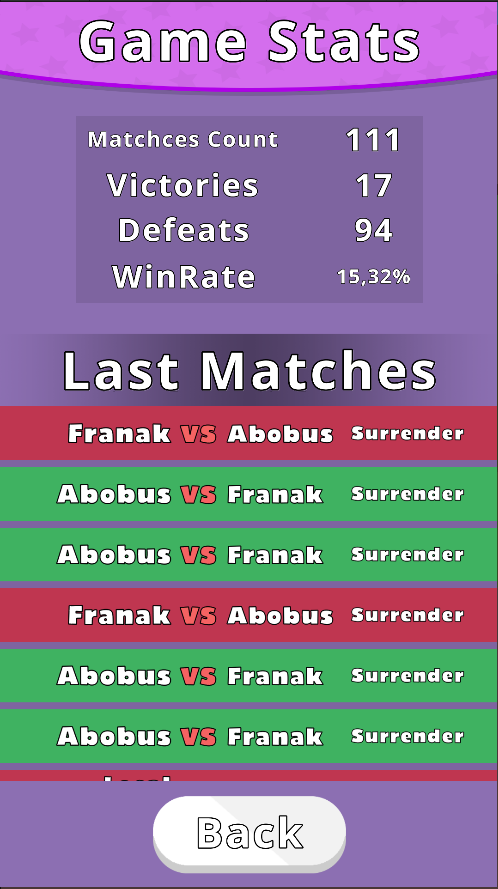 Game Stats
Matchces Count 111
Victories 17
Defeats 94
WinRate 15,32%
Last Matches
Franak VS Abobus Surrender
Abobus VS Franak Surrender
Abobus VS Franak Surrender
Franak VS Abobus Surrender
Abobus VS Franak Surrender
Abobus VS Franak Surrender
Back